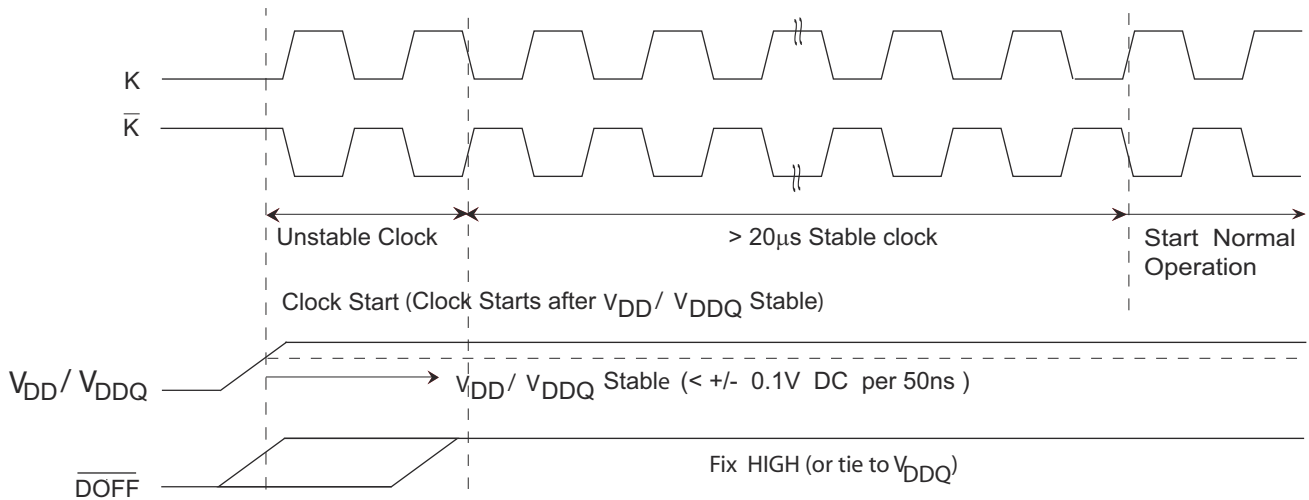 K
K̅
Unstable Clock
> 20μs Stable clock
Start Normal
Operation
Clock Start (Clock Starts after VDD / VDDQ Stable)
VDD / VDDQ
VDD / VDDQ Stable (< +/- 0.1V DC per 50ns )
Fix HIGH (or tie to VDDQ)
D̅O̅F̅F̅